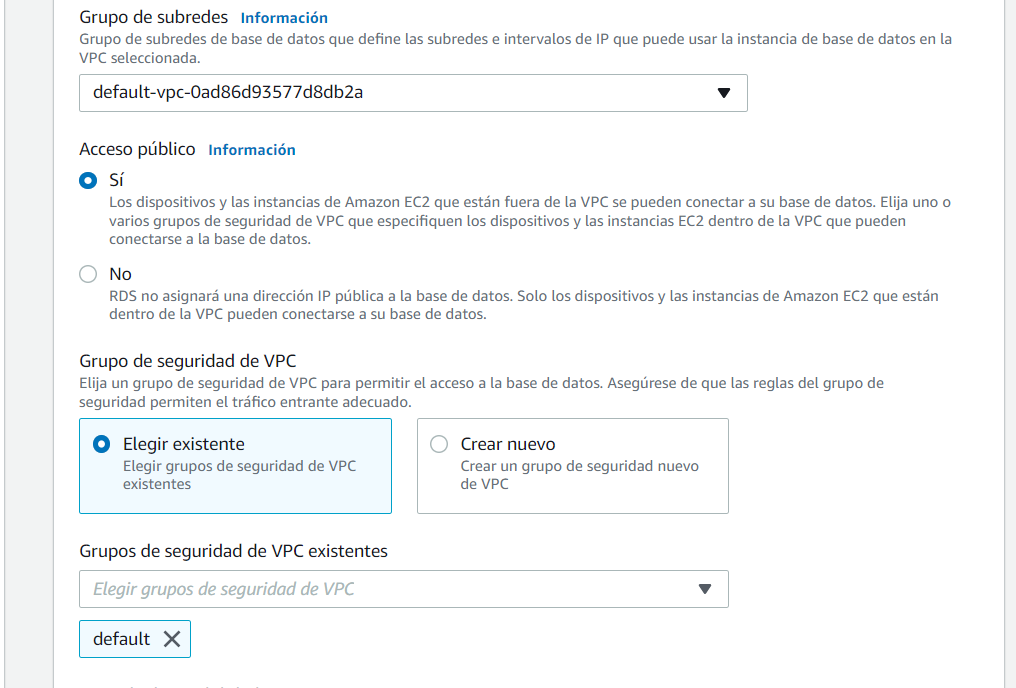 Grupo de subredes Información
Grupo de subredes de base de datos que define las subredes e intervalos de IP que puede usar la instancia de base de datos en la
VPC seleccionada.
default-vpc-0ad86d93577d8db2a
Acceso público Información
Sí
Los dispositivos y las instancias de Amazon EC2 que están fuera de la VPC se pueden conectar a su base de datos. Elija uno o
varios grupos de seguridad de VPC que especifiquen los dispositivos y las instancias EC2 dentro de la VPC que pueden
conectarse a la base de datos.
No
RDS no asignará una dirección IP pública a la base de datos. Solo los dispositivos y las instancias de Amazon EC2 que están
dentro de la VPC pueden conectarse a su base de datos.
Grupo de seguridad de VPC
Elija un grupo de seguridad de VPC para permitir el acceso a la base de datos. Asegúrese de que las reglas del grupo de
seguridad permiten el tráfico entrante adecuado.
Elegir existente
Elegir grupos de seguridad de VPC
existentes
Crear nuevo
Crear un grupo de seguridad nuevo
de VPC
Grupos de seguridad de VPC existentes
Elegir grupos de seguridad de VPC
default